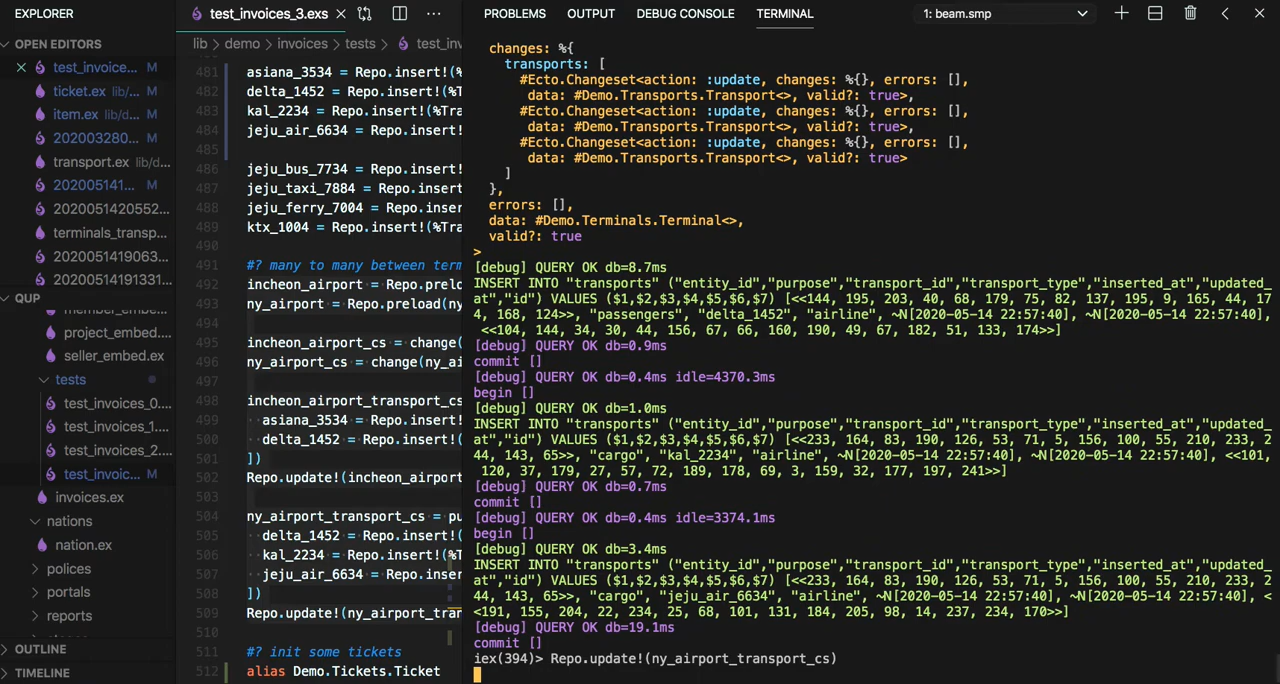 EXPLORER
OPEN EDITORS
test_invoice... M
ticket.ex lib/... M
item.ex lib/d... M
202003280... M
transport.ex lib/d...
20200514​1... M
2020051420552...
terminals_transp...
202005141906​3...
202005141913​31...
QUP
member_embe...
project_embed....
seller_embed.ex
tests
test_invoices_0....
test_invoices_1....
test_invoices_2....
test_invoic... M
invoices.ex
nations
nation.ex
polices
portals
reports
OUTLINE
TIMELINE
test_invoices_3.exs
lib > demo > invoices > tests > test_inv
481 asiana_3534 = Repo.insert!(%
482 delta_1452 = Repo.insert!(%T
483 kal_2234 = Repo.insert!(%Tra
484 jeju_air_6634 = Repo.insert!
485
486 jeju_bus_7734 = Repo.insert!
487 jeju_taxi_7884 = Repo.insert
488 jeju_ferry_7004 = Repo.inser
489 ktx_1004 = Repo.insert!(%Tra
490
491 #? many to many between term
492 incheon_airport = Repo.prelo
493 ny_airport = Repo.preload(ny
494
495 incheon_airport_cs = change(
496 ny_airport_cs = change(ny_ai
497
498 incheon_airport_transport_cs
499 asiana_3534 = Repo.insert!
500 delta_1452 = Repo.insert!(
501 ])
502 Repo.update!(incheon_airport
503
504 ny_airport_transport_cs = pu
505 delta_1452 = Repo.insert!(
506 kal_2234 = Repo.insert!(%T
507 jeju_air_6634 = Repo.inser
508 ])
509 Repo.update!(ny_airport_tran
510
511 #? init some tickets
512 alias Demo.Tickets.Ticket
PROBLEMS OUTPUT DEBUG CONSOLE TERMINAL 1: beam.smp
changes: %{
transports: [
#Ecto.Changeset<action: :update, changes: %{}, errors: [],
data: #Demo.Transports.Transport<>, valid?: true>,
#Ecto.Changeset<action: :update, changes: %{}, errors: [],
data: #Demo.Transports.Transport<>, valid?: true>,
#Ecto.Changeset<action: :update, changes: %{}, errors: [],
data: #Demo.Transports.Transport<>, valid?: true>
]
},
errors: [],
data: #Demo.Terminals.Terminal<>,
valid?: true
>
[debug] QUERY OK db=8.7ms
INSERT INTO "transports" ("entity_id","purpose","transport_id","transport_type","inserted_at","updated_
at","id") VALUES ($1,$2,$3,$4,$5,$6,$7) [<<144, 195, 203, 40, 68, 179, 75, 82, 137, 195, 9, 165, 44, 17
4, 168, 124>>, "passengers", "delta_1452", "airline", ~N[2020-05-14 22:57:40], ~N[2020-05-14 22:57:40],
<<104, 144, 34, 30, 44, 156, 67, 66, 160, 190, 49, 67, 182, 51, 133, 174>>]
[debug] QUERY OK db=0.9ms
commit []
[debug] QUERY OK db=0.4ms idle=4370.3ms
begin []
[debug] QUERY OK db=1.0ms
INSERT INTO "transports" ("entity_id","purpose","transport_id","transport_type","inserted_at","updated_
at","id") VALUES ($1,$2,$3,$4,$5,$6,$7) [<<233, 164, 83, 190, 126, 53, 71, 5, 156, 100, 55, 210, 233, 2
44, 143, 65>>, "cargo", "kal_2234", "airline", ~N[2020-05-14 22:57:40], ~N[2020-05-14 22:57:40], <<101,
120, 37, 179, 27, 57, 72, 189, 178, 69, 3, 159, 32, 177, 197, 241>>]
[debug] QUERY OK db=0.7ms
commit []
[debug] QUERY OK db=0.4ms idle=3374.1ms
begin []
[debug] QUERY OK db=3.4ms
INSERT INTO "transports" ("entity_id","purpose","transport_id","transport_type","inserted_at","updated_
at","id") VALUES ($1,$2,$3,$4,$5,$6,$7) [<<233, 164, 83, 190, 126, 53, 71, 5, 156, 100, 55, 210, 233, 2
44, 143, 65>>, "cargo", "jeju_air_6634", "airline", ~N[2020-05-14 22:57:40], ~N[2020-05-14 22:57:40], <
<191, 155, 204, 22, 234, 25, 68, 101, 131, 184, 205, 98, 14, 237, 234, 170>>]
[debug] QUERY OK db=19.1ms
commit []
iex(394)> Repo.update!(ny_airport_transport_cs)